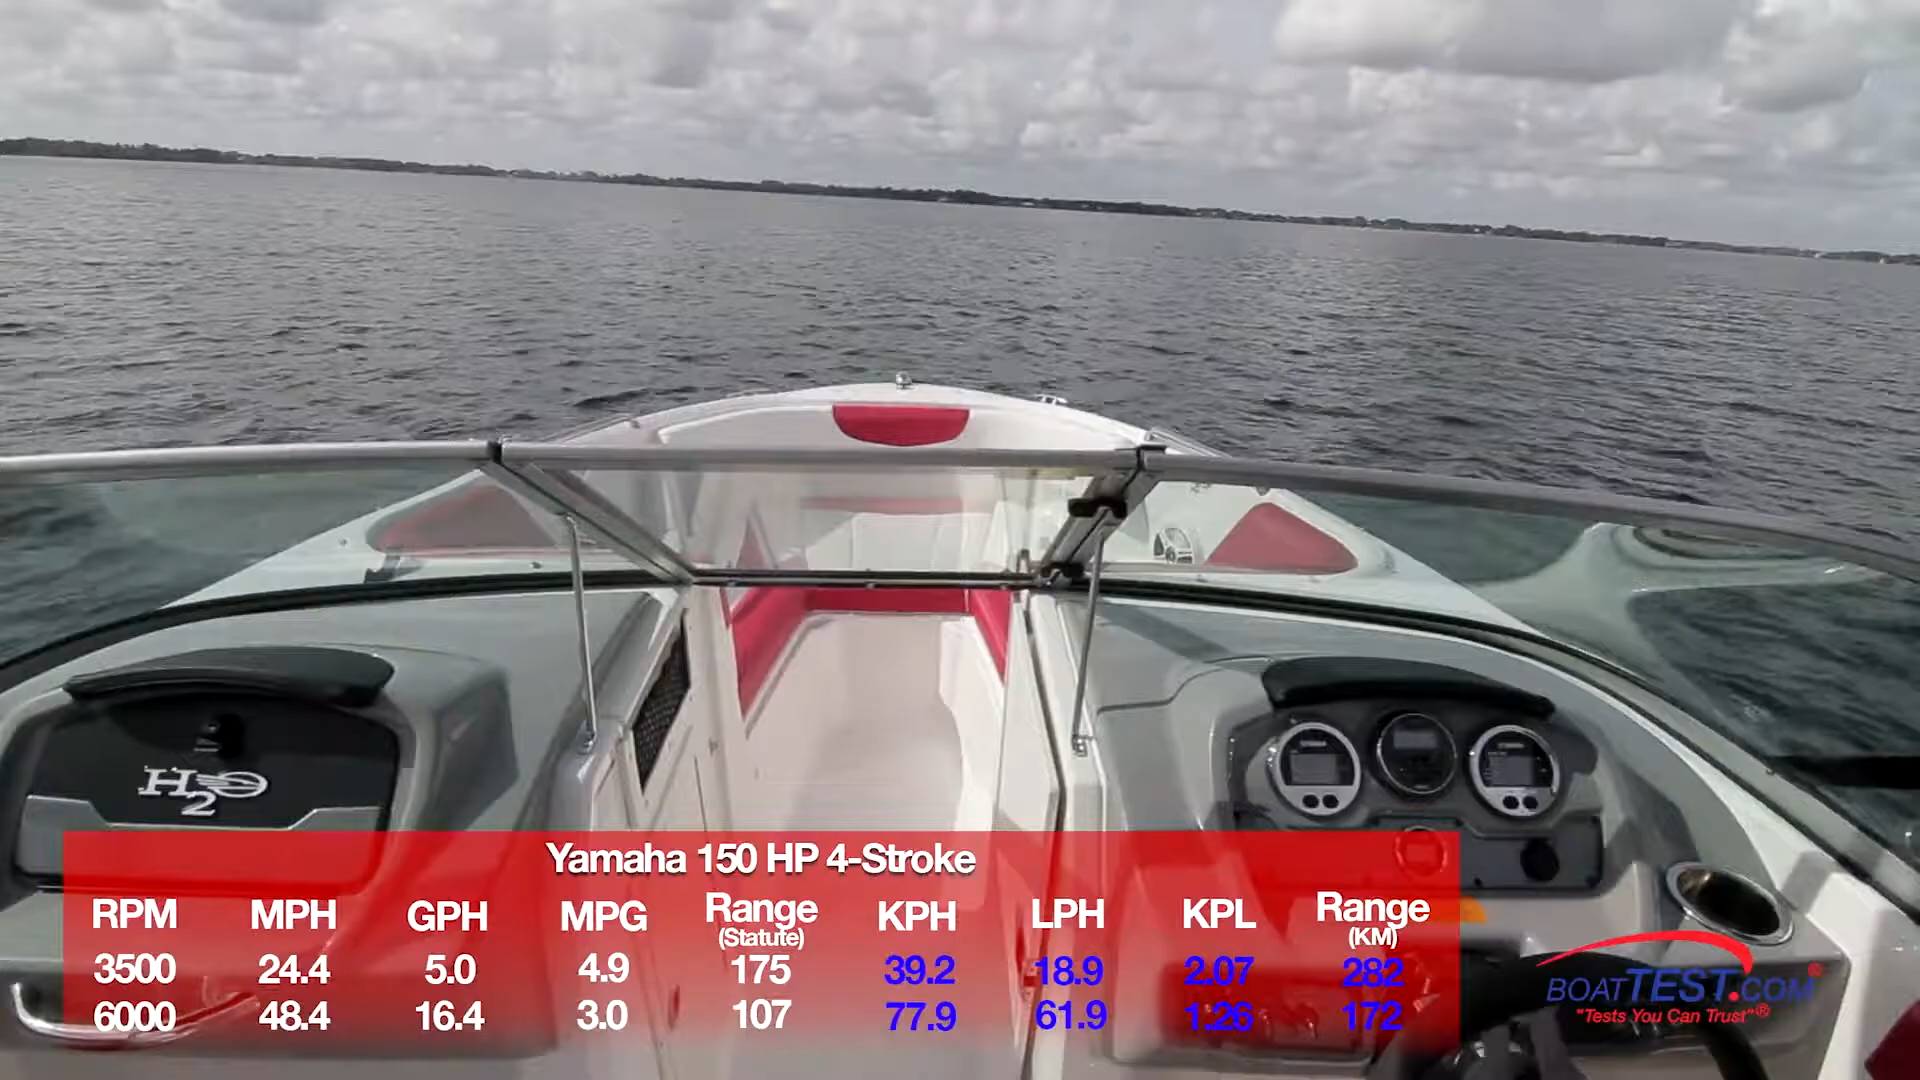 H2O
Yamaha 150 HP 4-Stroke
RPM MPH GPH MPG Range (Statute) KPH LPH KPL Range (KM)
3500 24.4 5.0 4.9 175 39.2 18.9 2.07 282
6000 48.4 16.4 3.0 107 77.9 61.9 1.26 172
BOATTEST.COM®
"Tests You Can Trust"®